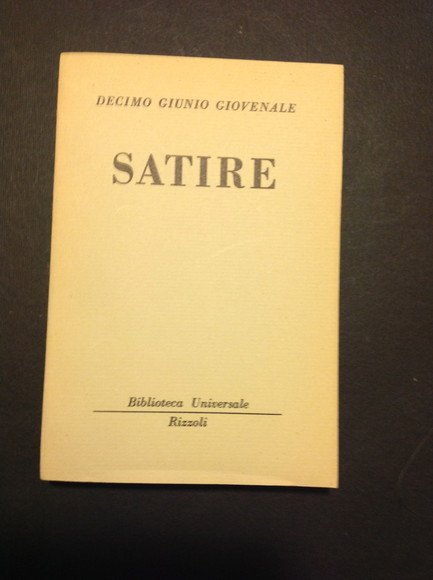 DECIMO GIUNIO GIOVENALE
SATIRE
Biblioteca Universale
Rizzoli